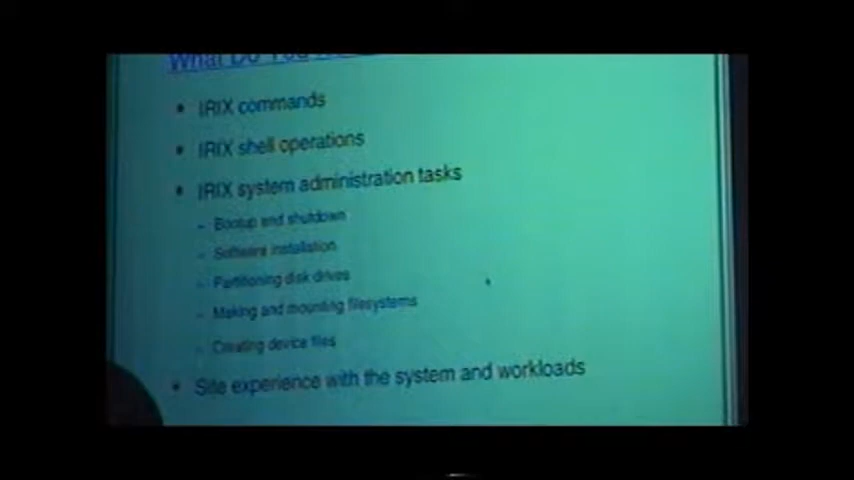 What Do You
• IRIX commands
• IRIX shell operations
• IRIX system administration tasks
– Bootup and shutdown
– Software installation
– Partitioning disk drives
– Making and mounting filesystems
– Creating device files
• Site experience with the system and workloads